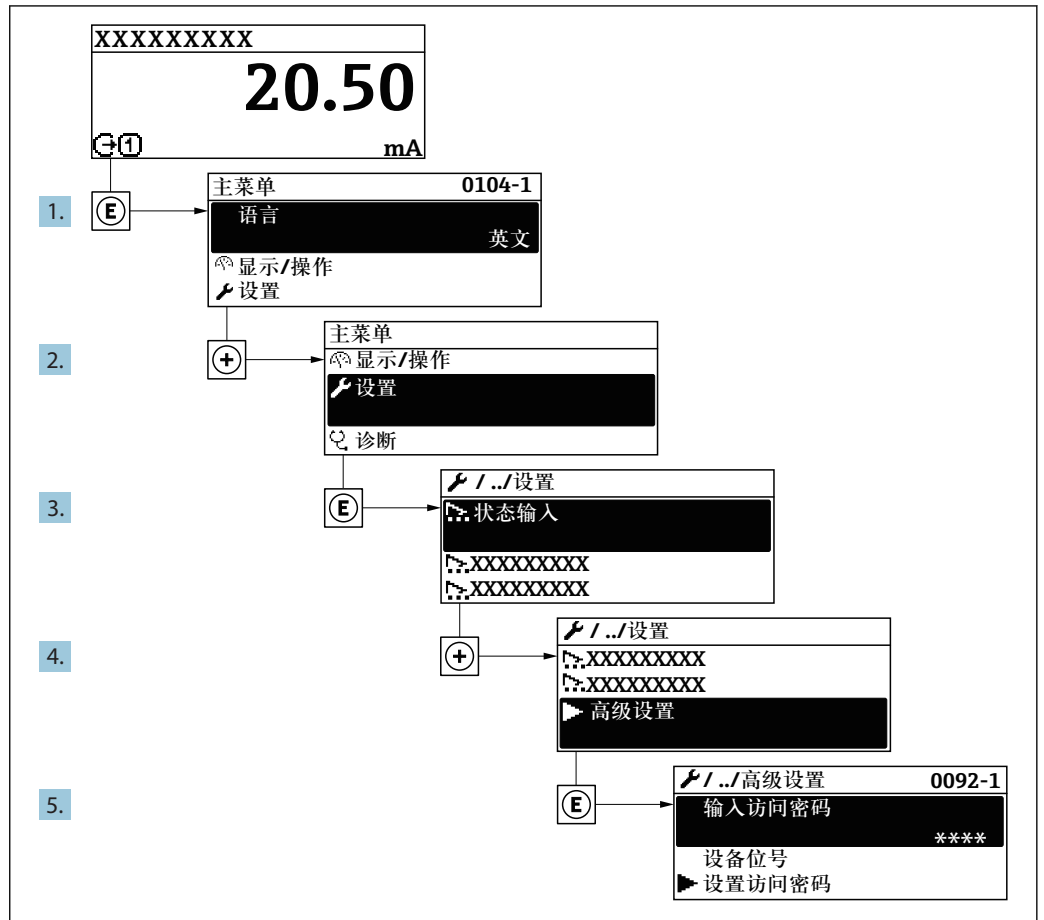 XXXXXXXXX
20.50
1
mA
1.
E
主菜单 0104-1
语言
英文
显示/操作
设置
2.
+
主菜单
显示/操作
设置
诊断
3.
E
/ ../设置
状态输入
XXXXXXXXX
XXXXXXXXX
4.
+
/ ../设置
XXXXXXXXX
XXXXXXXXX
高级设置
5.
E
/ ../高级设置 0092-1
输入访问密码
****
设备位号
设置访问密码